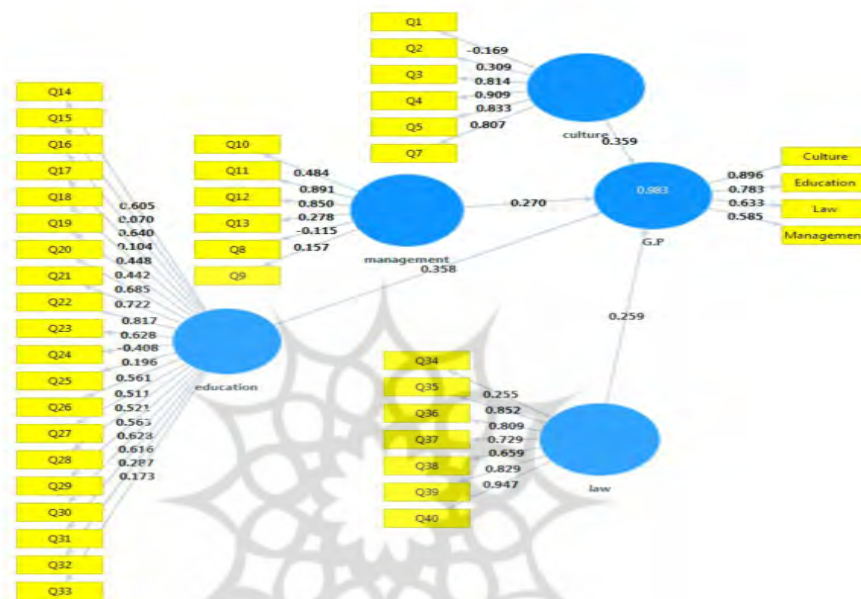 Q1
Q2
Q3
Q4
Q5
Q7
-0.169
0.309
0.814
0.909
0.833
0.807
culture
0.359
Q14
Q15
Q16
Q17
Q18
Q19
Q20
Q21
Q22
Q23
Q24
Q25
Q26
Q27
Q28
Q29
Q30
Q31
Q32
Q33
0.605
0.070
0.640
0.104
0.448
0.442
0.685
0.722
0.817
0.628
-0.408
0.196
0.561
0.511
0.521
0.563
0.623
0.616
0.287
0.173
education
Q10
Q11
Q12
Q13
Q8
Q9
0.484
0.891
0.850
0.278
-0.115
0.157
management
0.270
0.358
0.983
G.P
0.896
0.783
0.633
0.585
Culture
Education
Law
Management
0.259
Q34
Q35
Q36
Q37
Q38
Q39
Q40
0.255
0.852
0.809
0.729
0.659
0.829
0.947
law